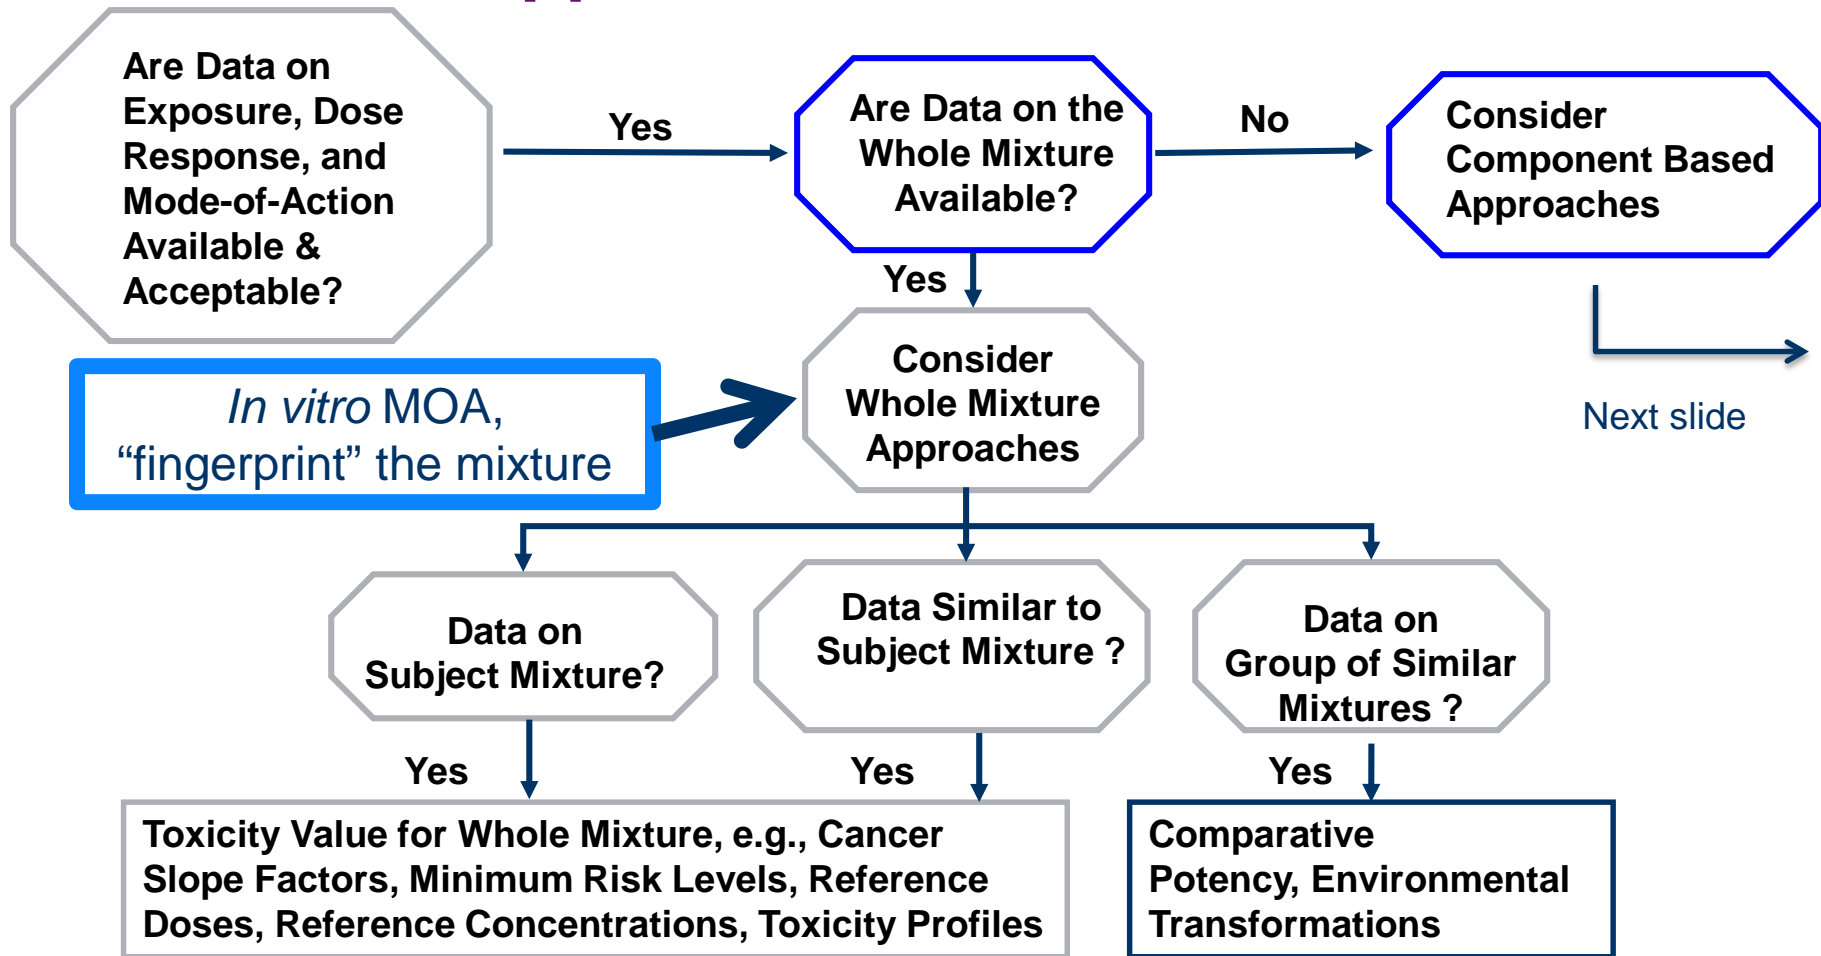 Are Data on
Exposure, Dose
Response, and
Mode-of-Action
Available &
Acceptable?
Yes
Are Data on the
Whole Mixture
Available?
No
Consider
Component Based
Approaches
Next slide
Yes
Consider
Whole Mixture
Approaches
In vitro MOA,
“fingerprint” the mixture
Data on
Subject Mixture?
Data Similar to
Subject Mixture ?
Data on
Group of Similar
Mixtures ?
Yes
Yes
Yes
Toxicity Value for Whole Mixture, e.g., Cancer
Slope Factors, Minimum Risk Levels, Reference
Doses, Reference Concentrations, Toxicity Profiles
Comparative
Potency, Environmental
Transformations